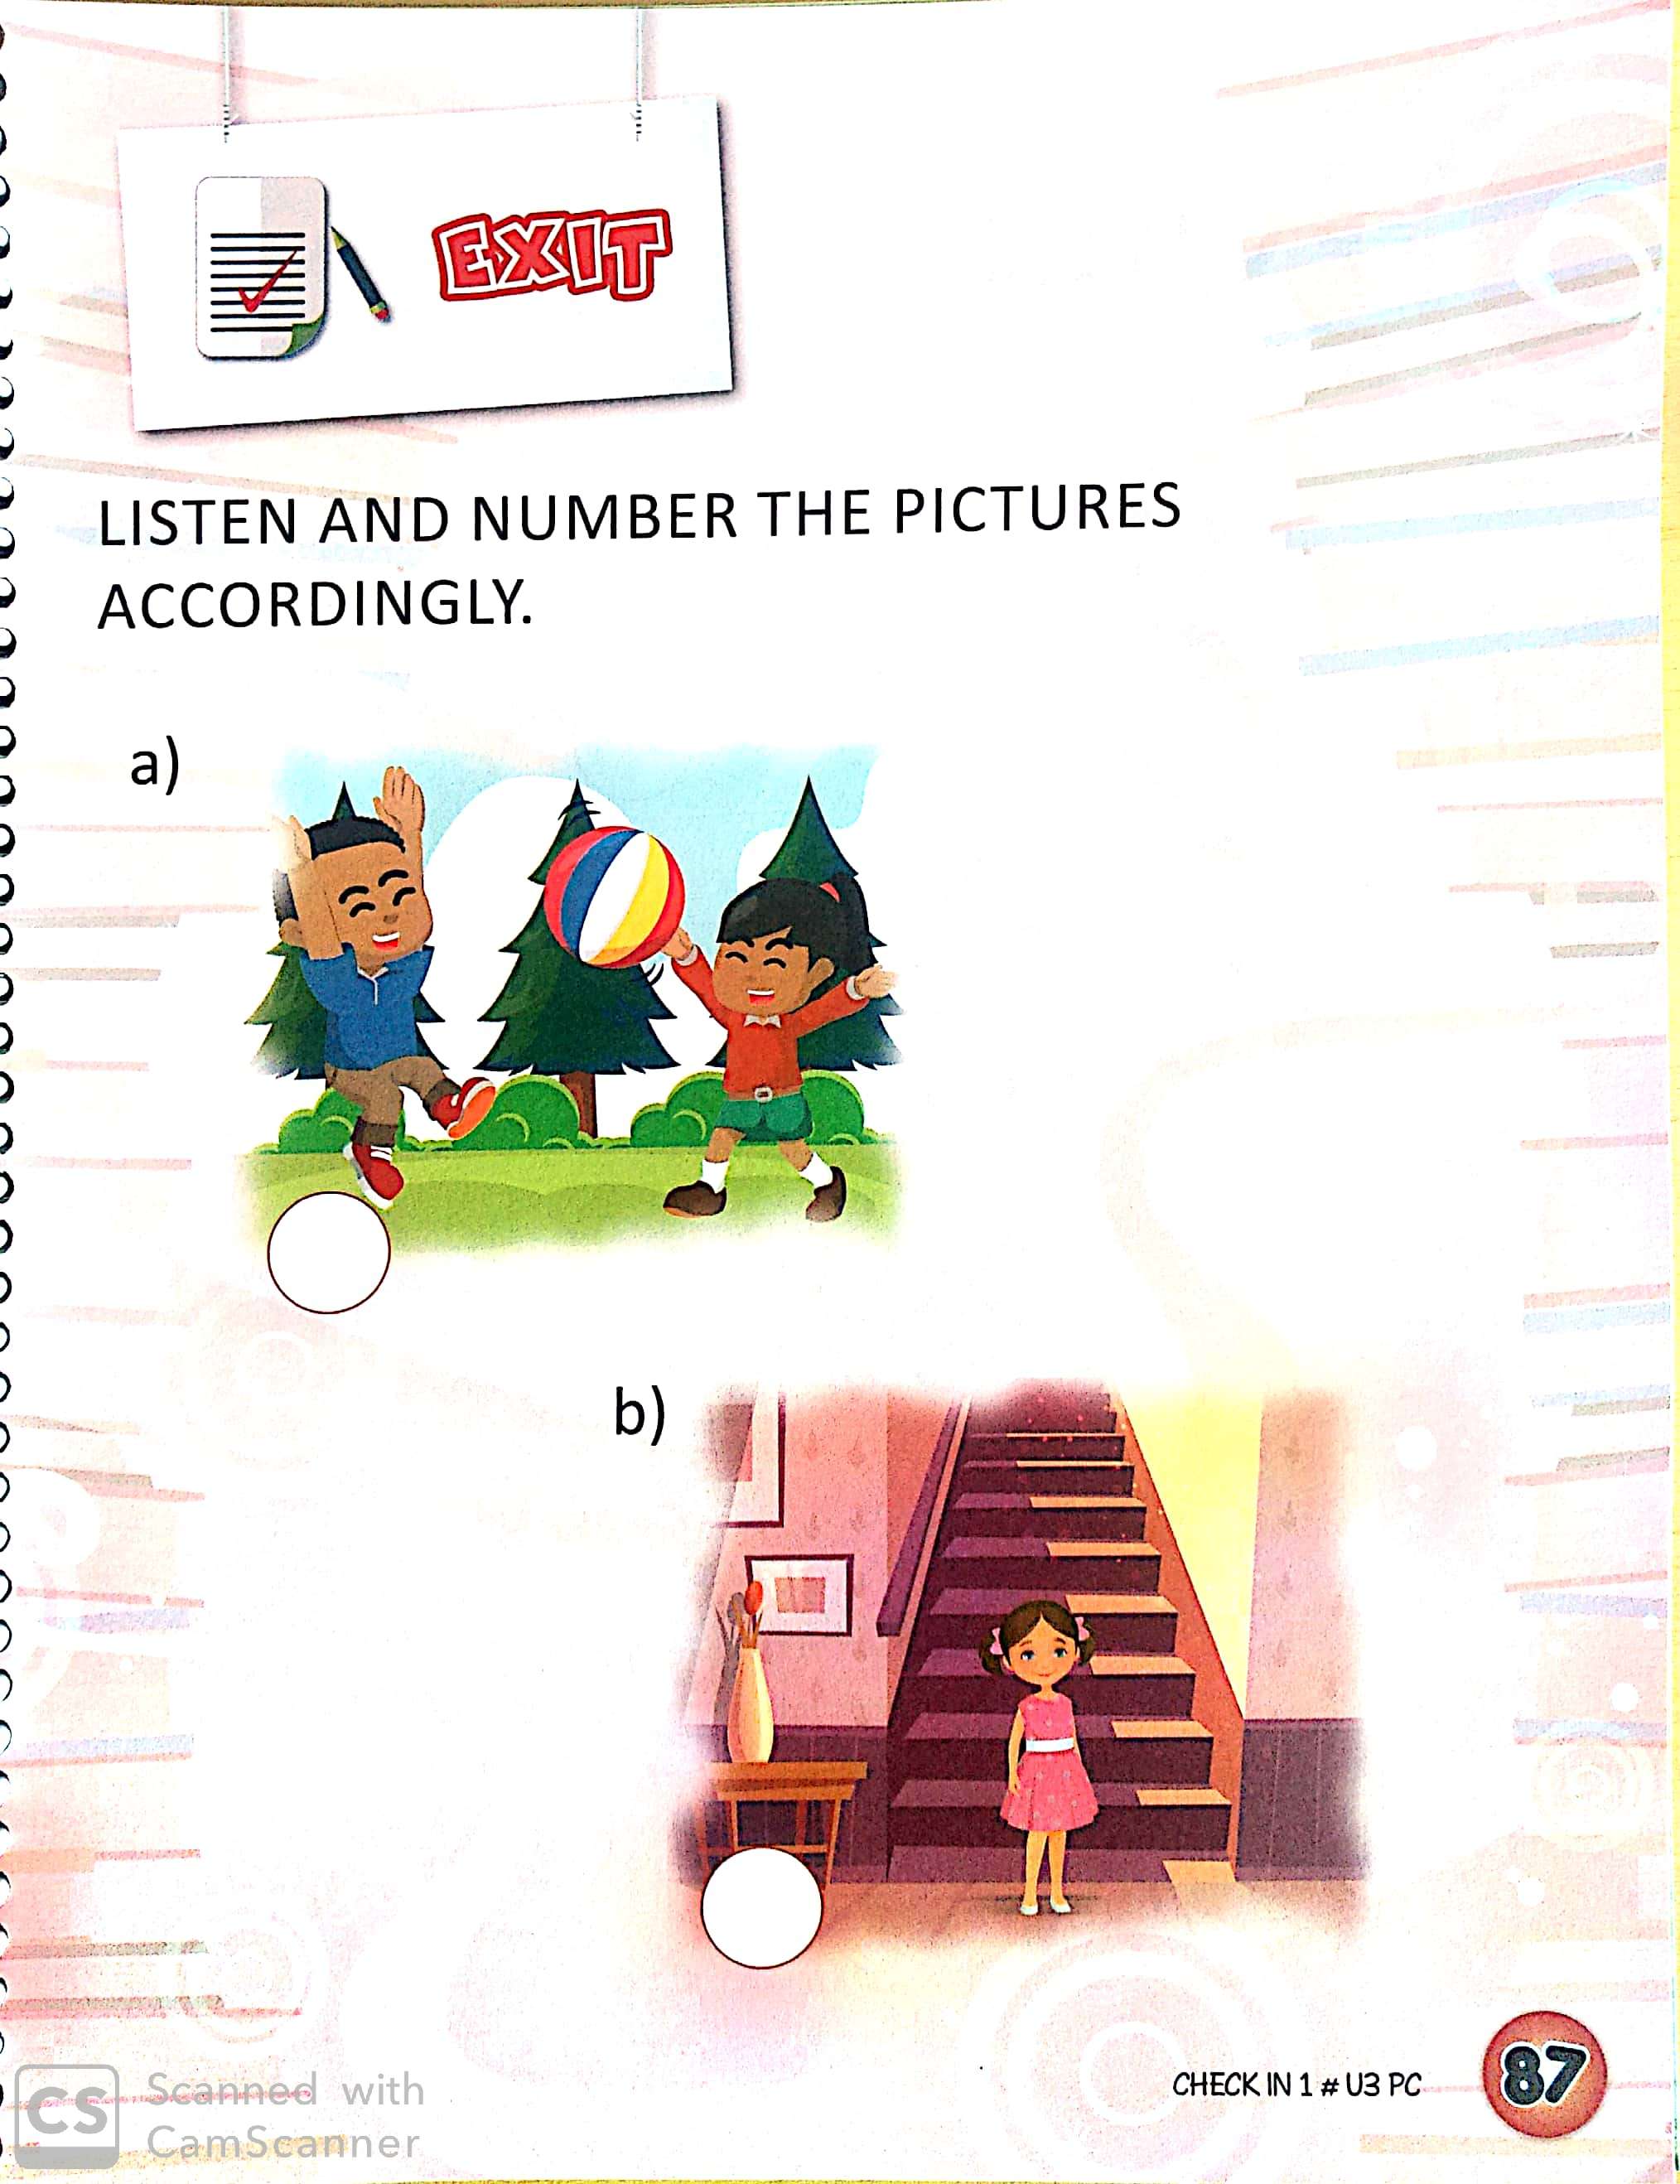 EXIT
LISTEN AND NUMBER THE PICTURES
ACCORDINGLY.
a)
b)
CHECK IN 1 # U3 PC
87
CS
Scanned with
CamScanner